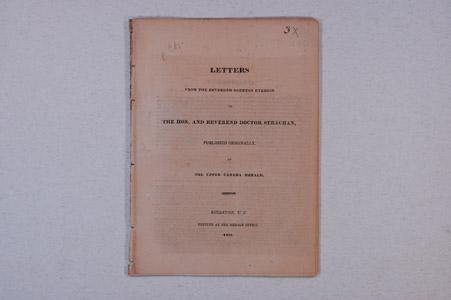 3x
LETTERS
FROM THE REVEREND EGERTON RYERSON
TO
THE HON. AND REVEREND DOCTOR STRACHAN,
PUBLISHED ORIGINALLY,
IN
THE UPPER CANADA HERALD.
KINGSTON, U C
PRINTED AT THE HERALD OFFICE